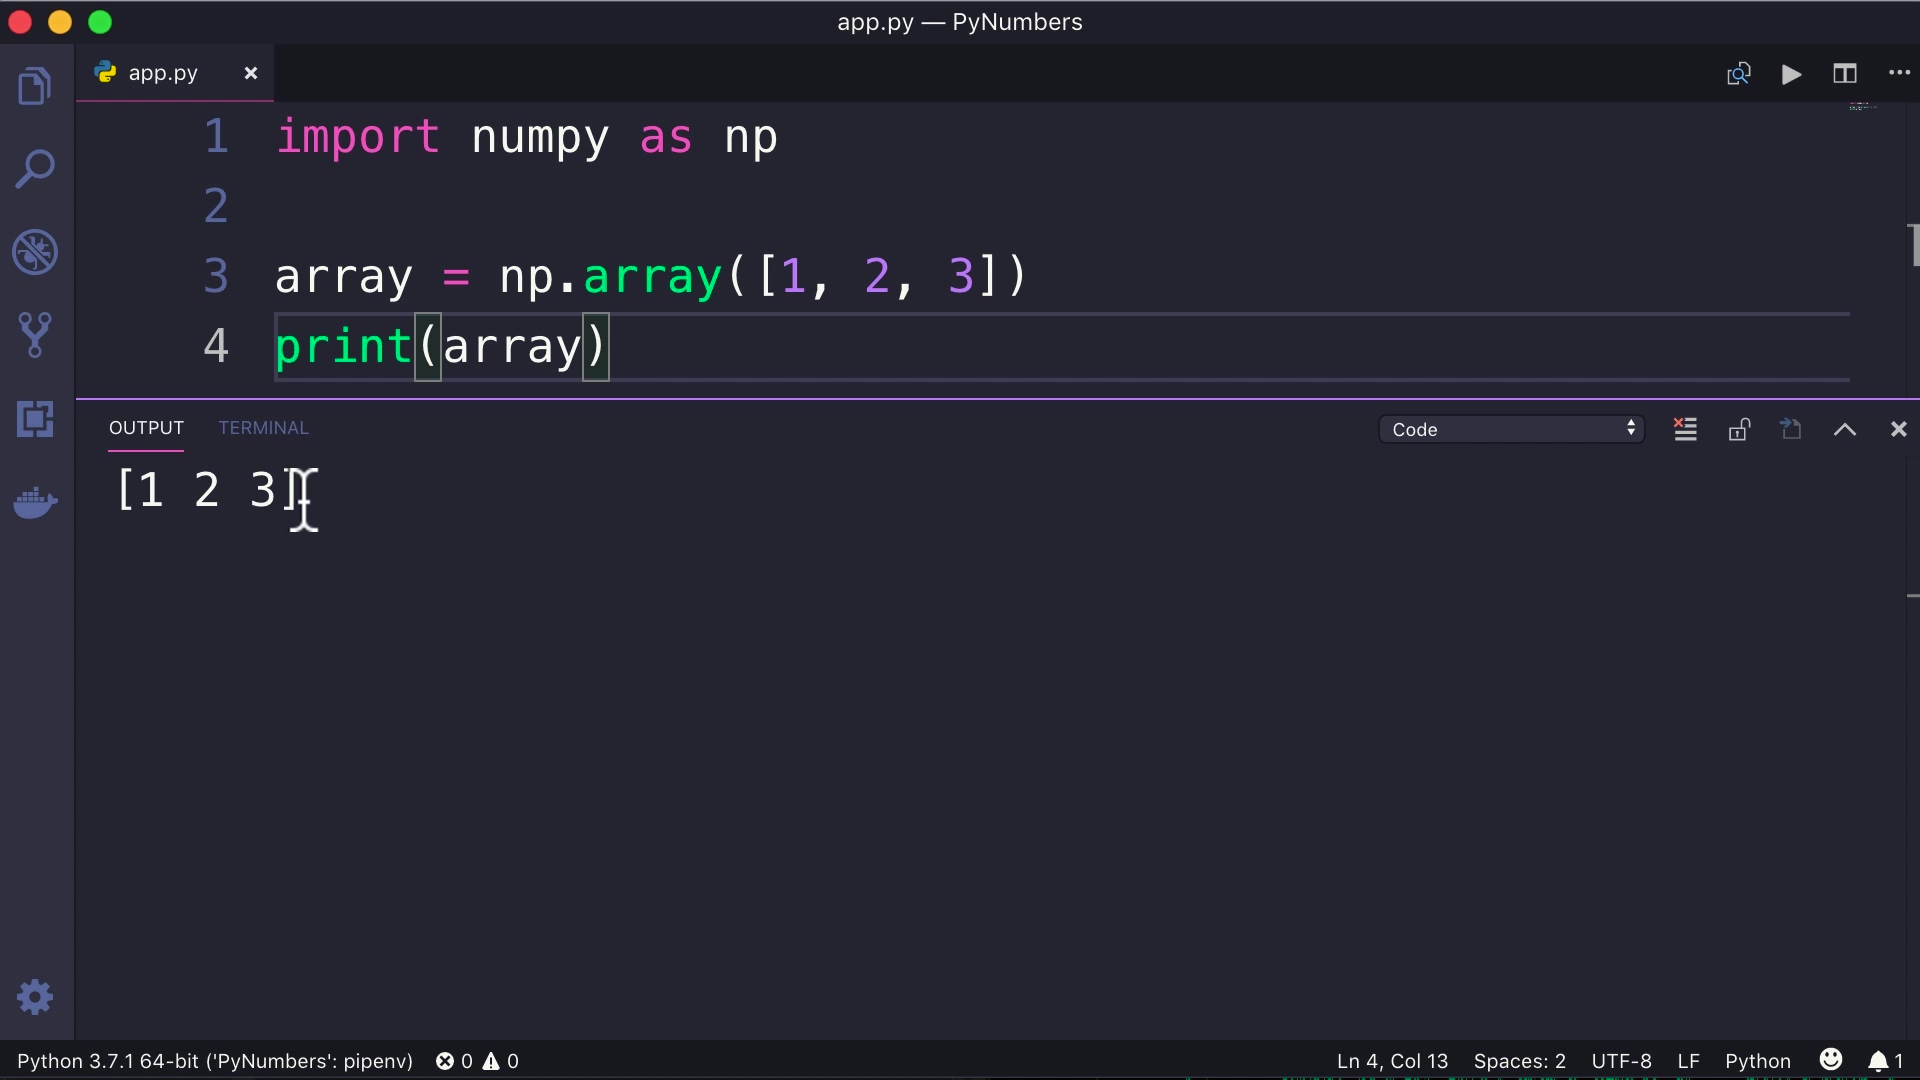 app.py — PyNumbers
app.py
1 import numpy as np
2
3 array = np.array([1, 2, 3])
4 print(array)
OUTPUT TERMINAL Code
[1 2 3]
Python 3.7.1 64-bit ('PyNumbers': pipenv) 0 0 Ln 4, Col 13 Spaces: 2 UTF-8 LF Python 1